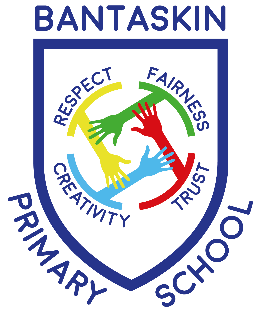 BANTASKIN
RESPECT
FAIRNESS
CREATIVITY
TRUST
PRIMARY
SCHOOL